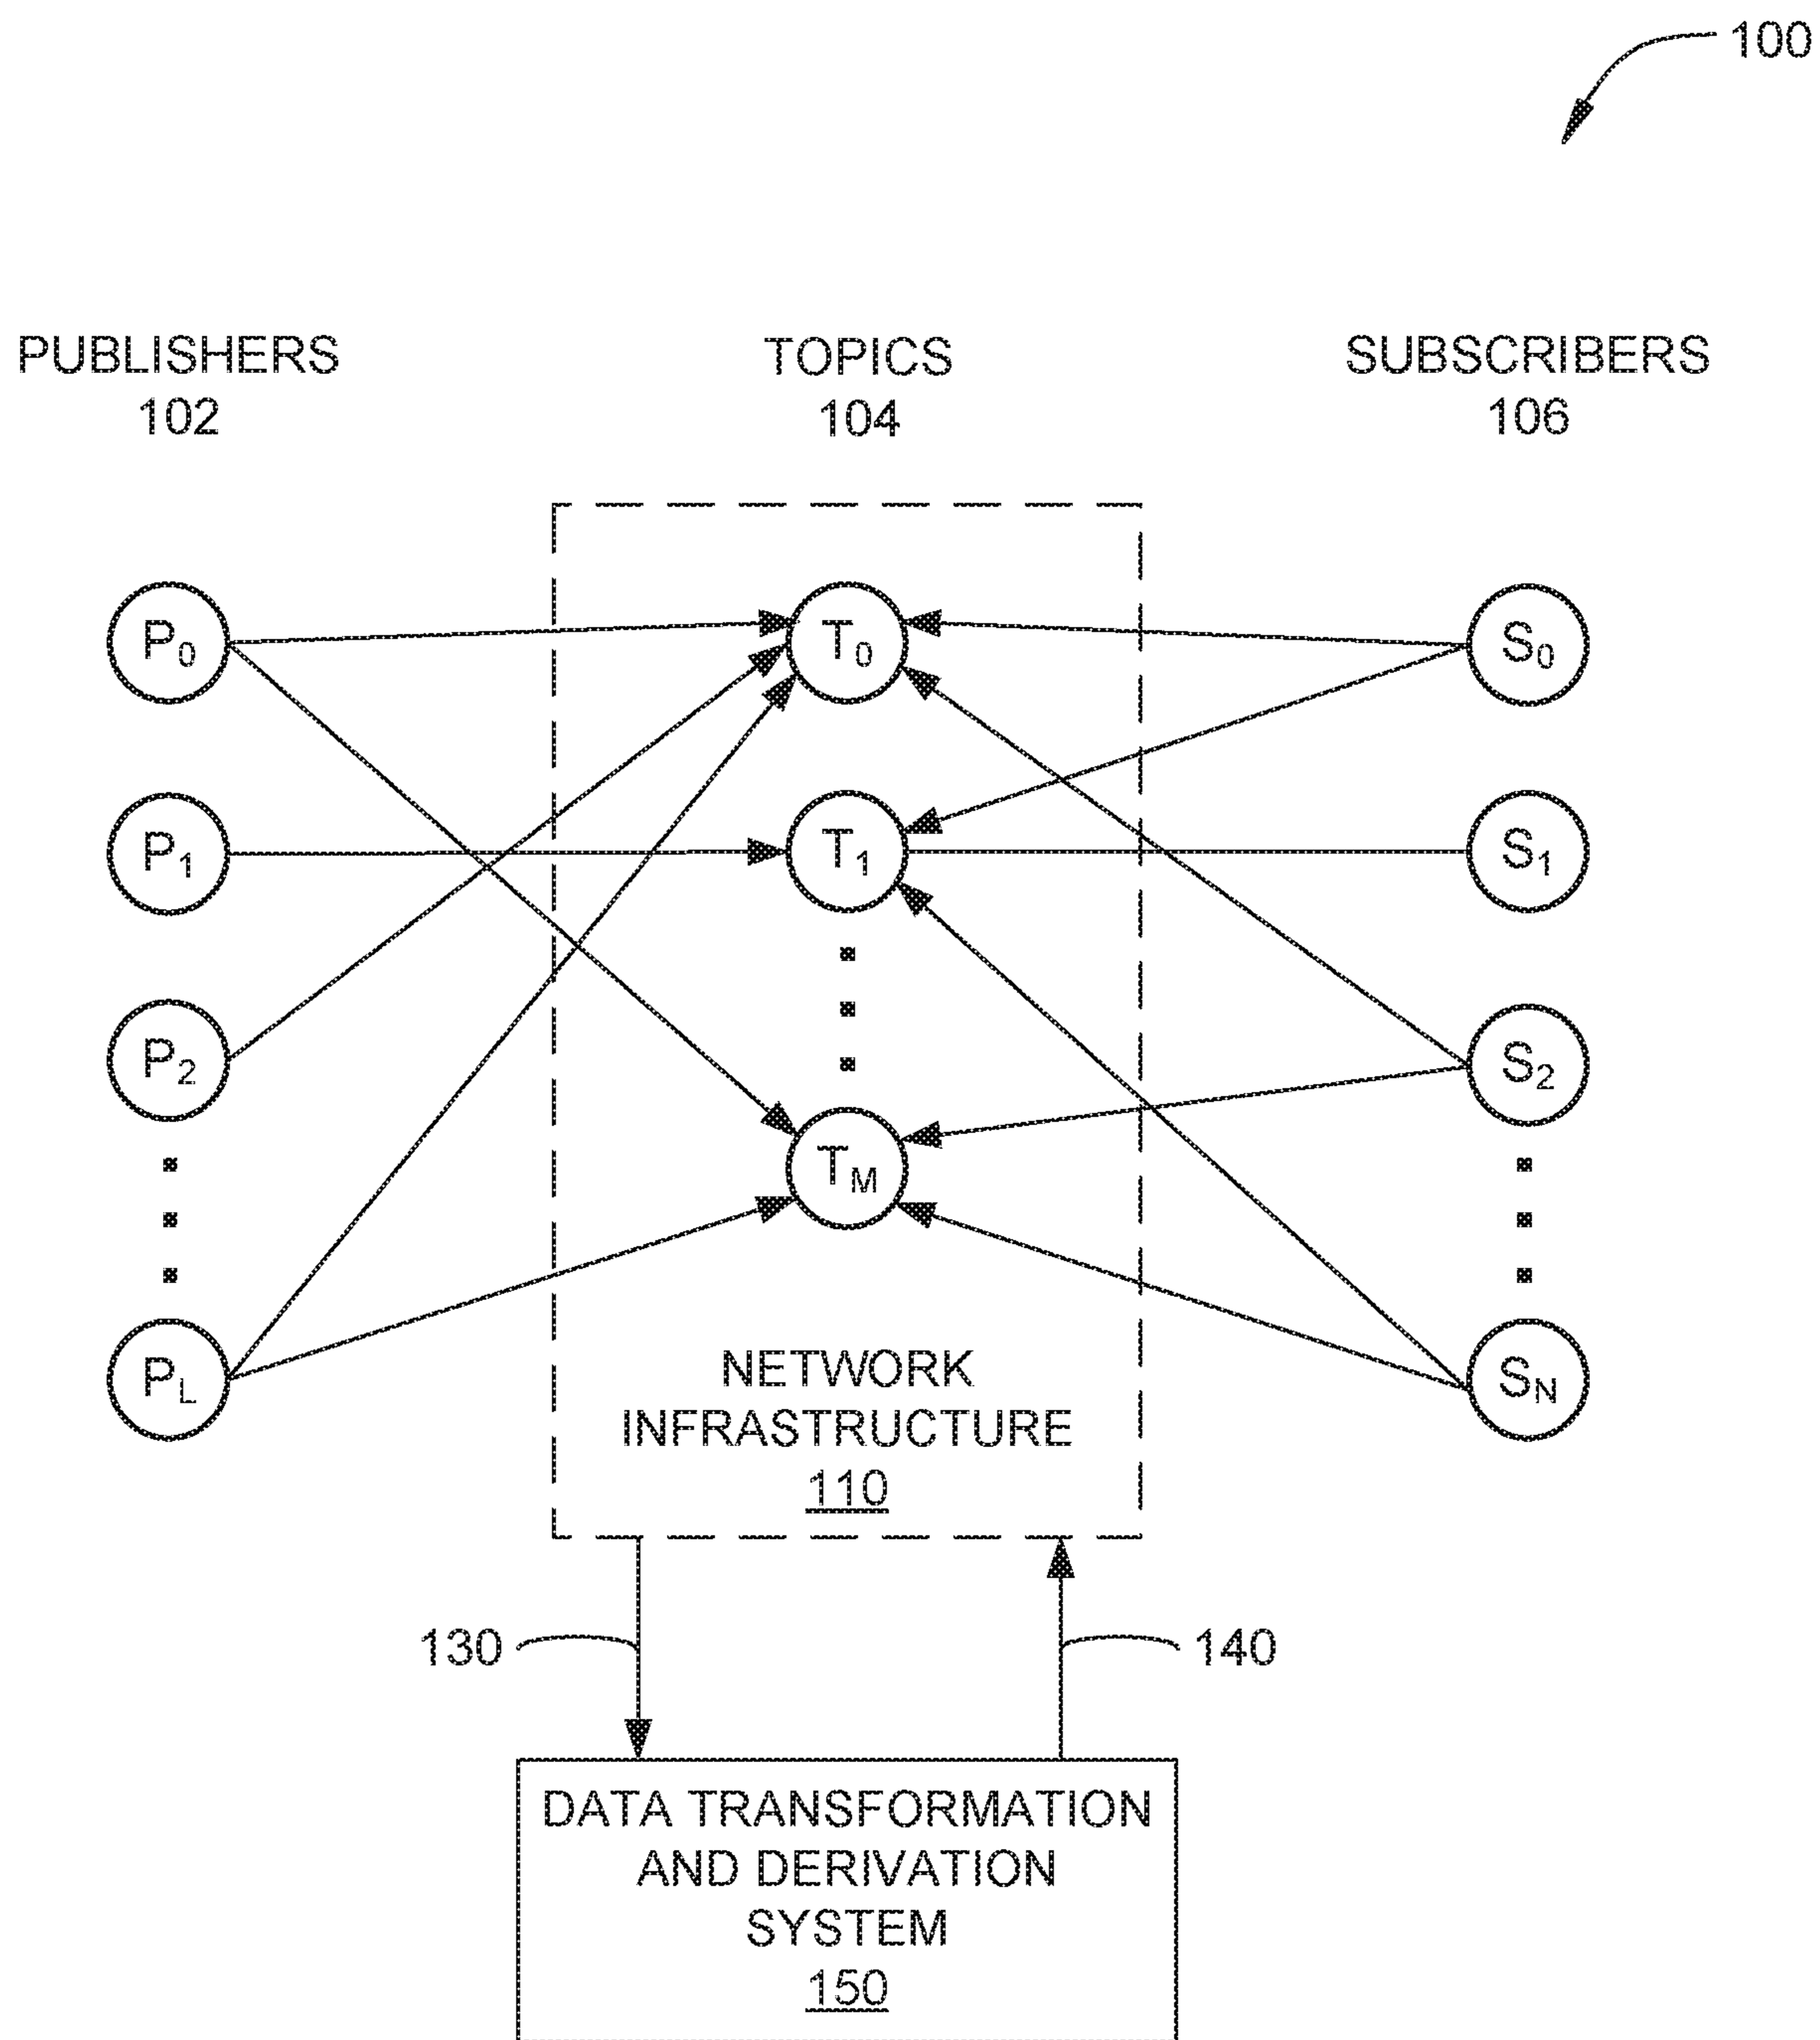 100
PUBLISHERS
102
TOPICS
104
SUBSCRIBERS
106
P0
T0
S0
P1
T1
S1
P2
S2
TM
PL
SN
NETWORK
INFRASTRUCTURE
110
130
140
DATA TRANSFORMATION
AND DERIVATION
SYSTEM
150